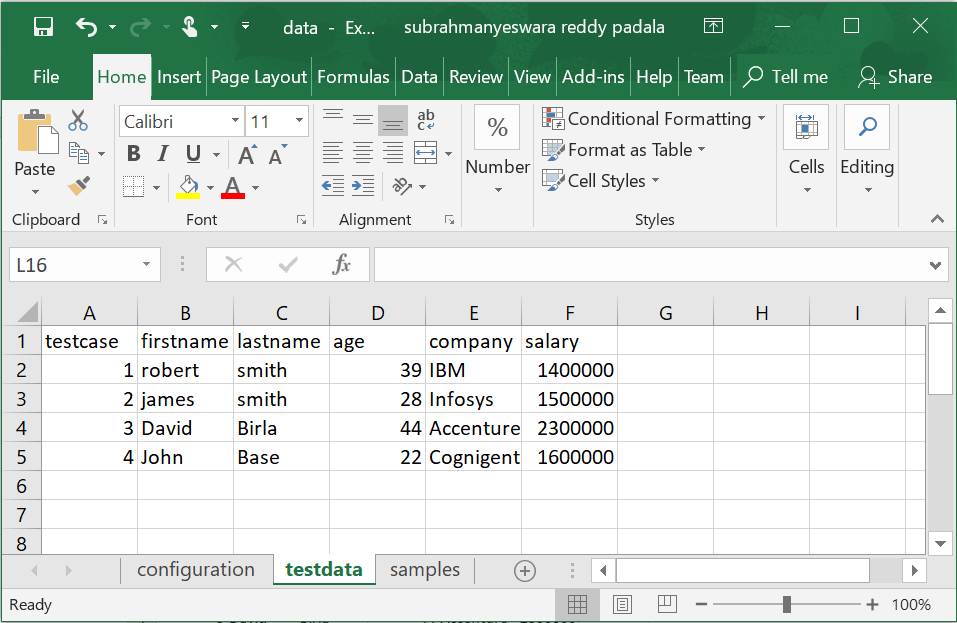 data - Ex... subrahmanyeswara reddy padala
File Home Insert Page Layout Formulas Data Review View Add-ins Help Team Tell me Share
Calibri 11 ab c % Conditional Formatting
B I U A A Format as Table
Paste Number Cells Editing
A Cell Styles
Clipboard Font Alignment Styles
L16 fx
A B C D E F G H I
1 testcase firstname lastname age company salary
2 1 robert smith 39 IBM 1400000
3 2 james smith 28 Infosys 1500000
4 3 David Birla 44 Accenture 2300000
5 4 John Base 22 Cognigent 1600000
6
7
8
configuration testdata samples
Ready 100%